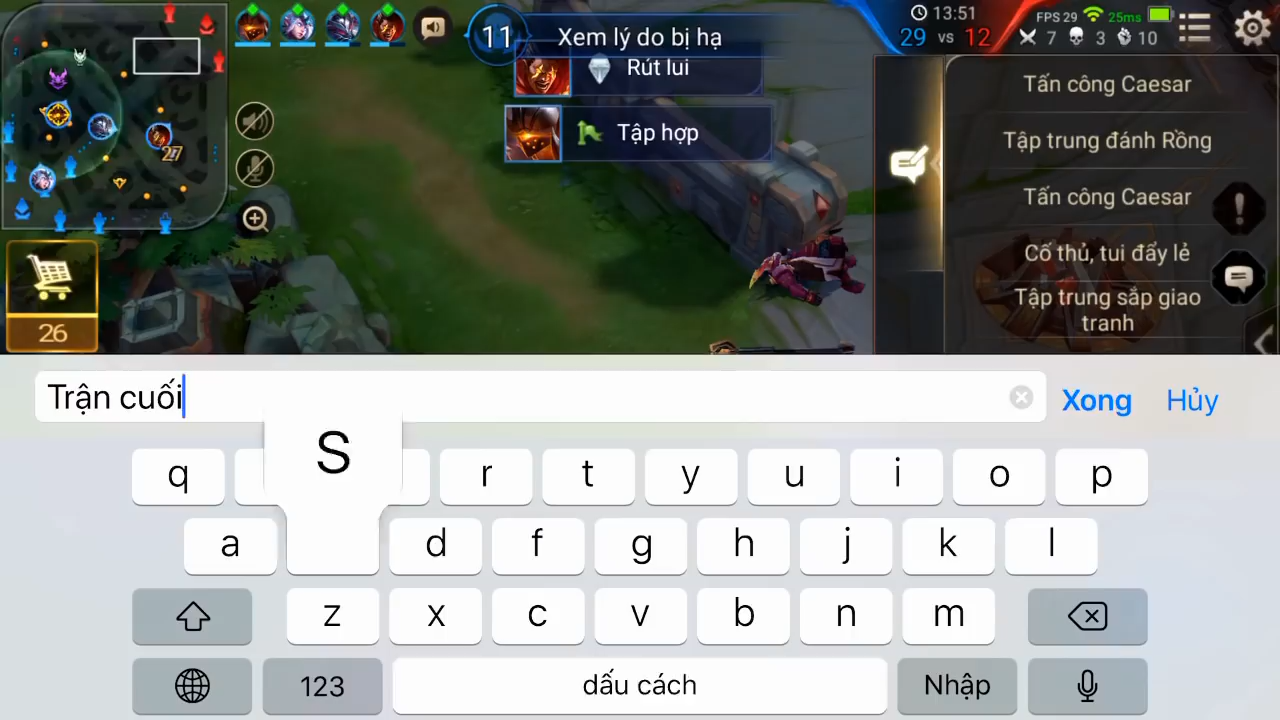 11
Xem lý do bị hạ
Rút lui
Tập hợp
27
26
13:51
FPS 29
25ms
29 vs 12
7
3
10
Tấn công Caesar
Tập trung đánh Rồng
Tấn công Caesar
Cố thủ, tui đẩy lẻ
Tập trung sắp giao
tranh
Trận cuối
Xong
Hủy
S
q
r
t
y
u
i
o
p
a
d
f
g
h
j
k
l
z
x
c
v
b
n
m
123
dấu cách
Nhập